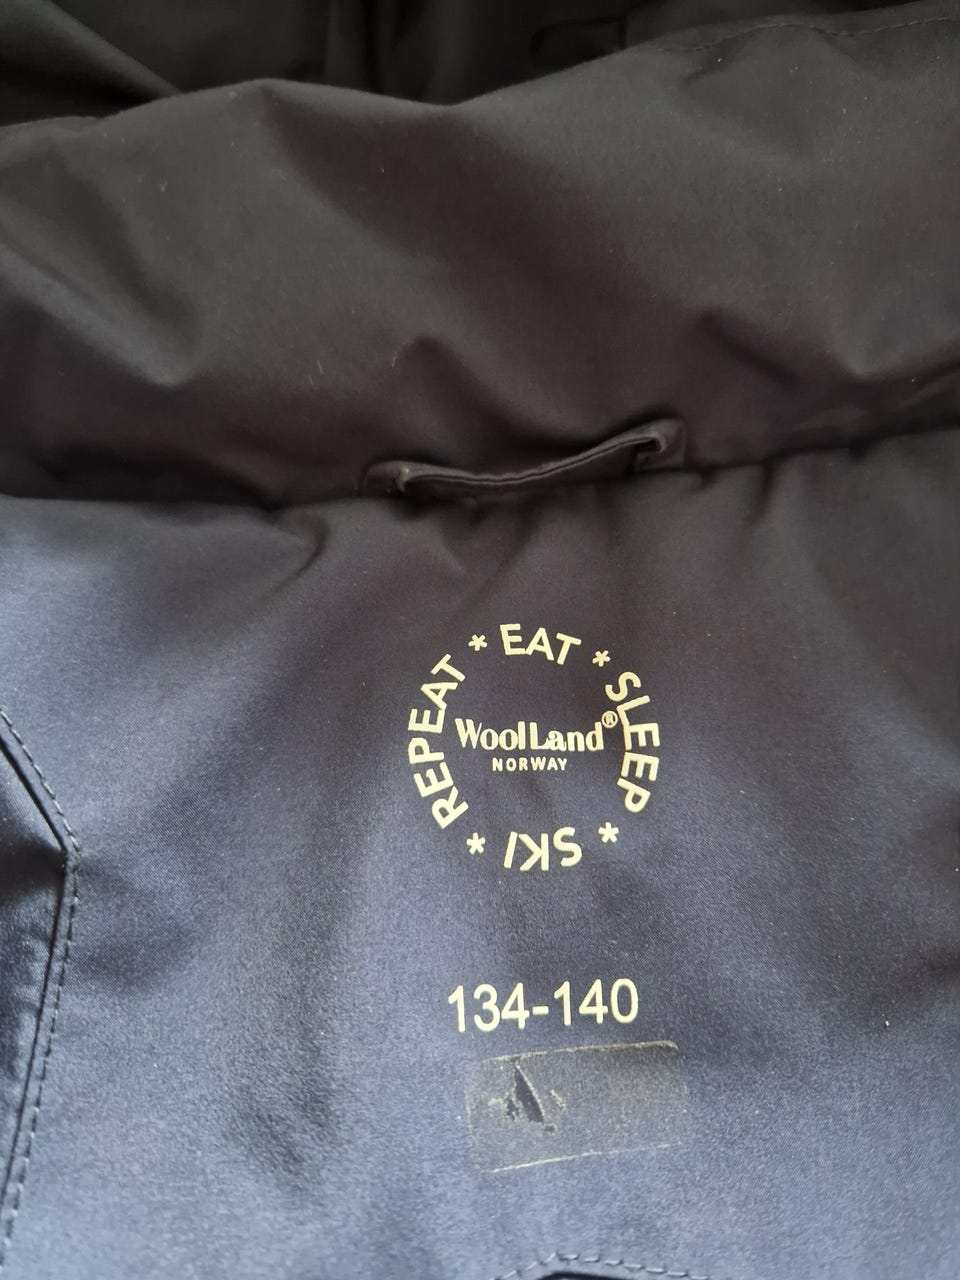 * EAT * SLEEP * SKI * REPEAT
WoolLand®
NORWAY
134-140